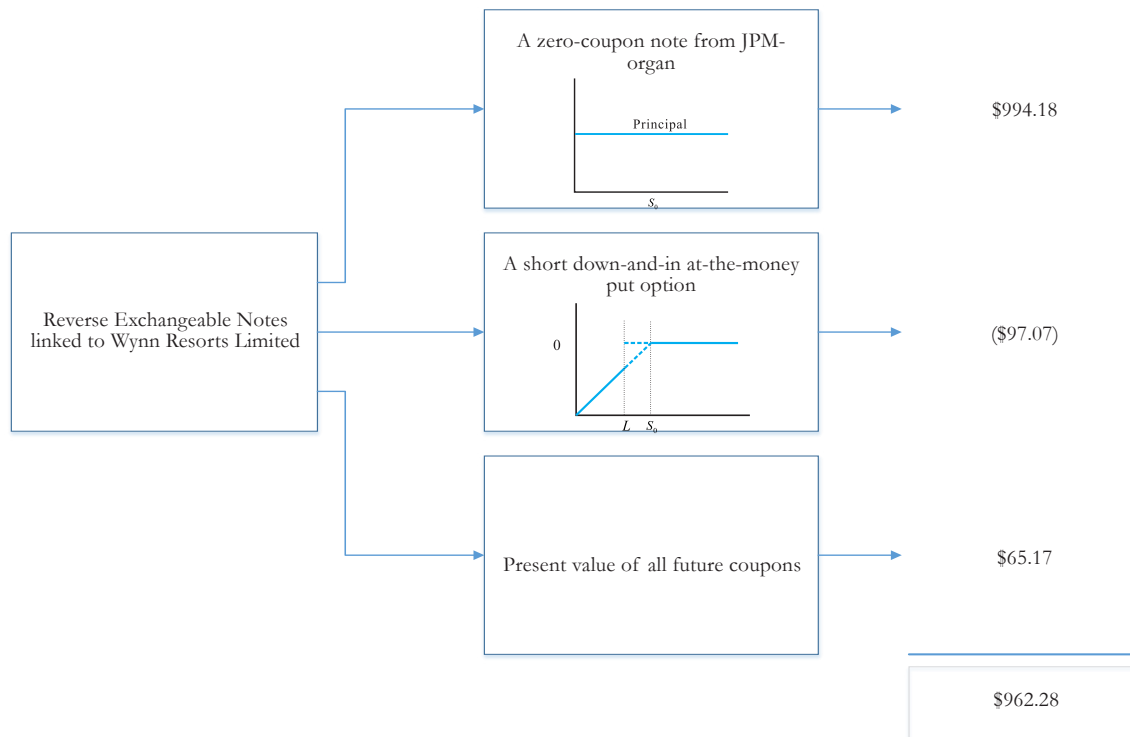 A zero-coupon note from JPM-
organ
Principal
S₀
$994.18
Reverse Exchangeable Notes
linked to Wynn Resorts Limited
A short down-and-in at-the-money
put option
0
L S₀
($97.07)
Present value of all future coupons
$65.17
$962.28